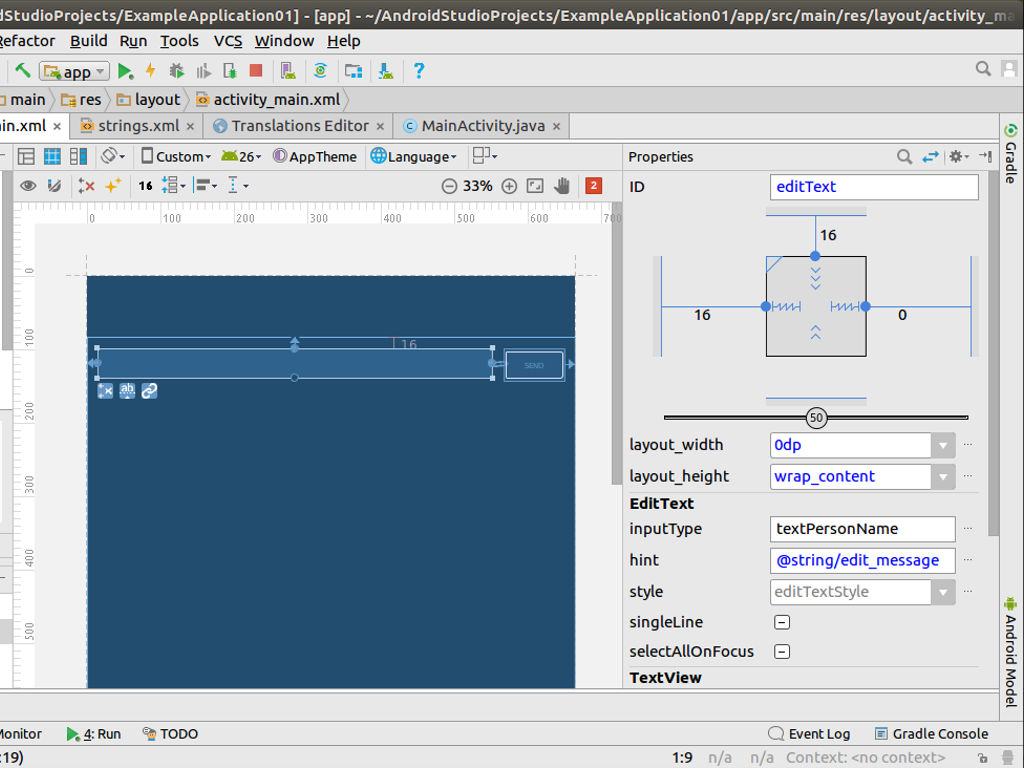 dStudioProjects/ExampleApplication01] - [app] - ~/AndroidStudioProjects/ExampleApplication01/app/src/main/res/layout/activity_ma
Refactor Build Run Tools VCS Window Help
app
main res layout activity_main.xml
in.xml × strings.xml × Translations Editor × MainActivity.java ×
Custom 26 AppTheme Language
Properties
16 33% 2
ID editText
0 100 200 300 400 500 600 700
16
16 0
0 100 200 300 400 500
16
SEND
ab
50
layout_width 0dp ...
layout_height wrap_content ...
EditText
inputType textPersonName ...
hint @string/edit_message ...
style editTextStyle ...
singleLine
selectAllOnFocus
TextView
Gradle
Android Model
Monitor 4: Run TODO Event Log Gradle Console
:19) 1:9 n/a n/a Context: <no context>